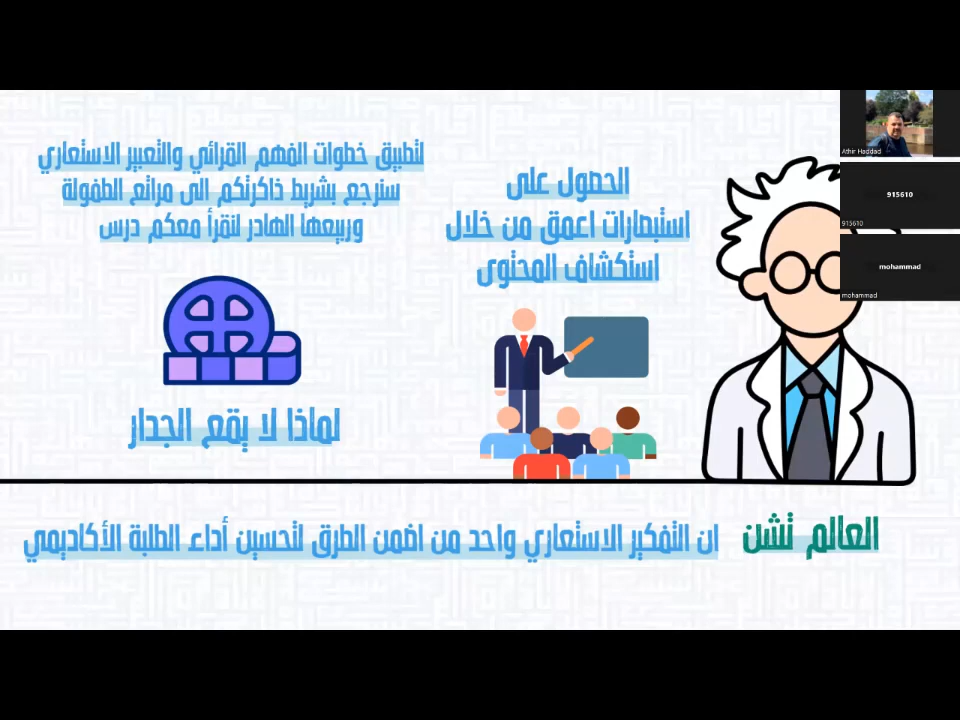 لتطبيق خطوات الفهم القرائي والتعبير الاستعاري
سنرجع بشريط ذاكرتكم الى مراتع الطفولة
وربيعها الهادر لنقرأ معكم درس
لماذا لا يقع الجدار
الحصول على
استبصارات اعمق من خلال
استكشاف المحتوى
العالم تشن
ان التفكير الاستعاري واحد من اضمن الطرق لتحسين أداء الطلبة الأكاديمي
Athir Haddad
915610
915610
mohammad
mohammad